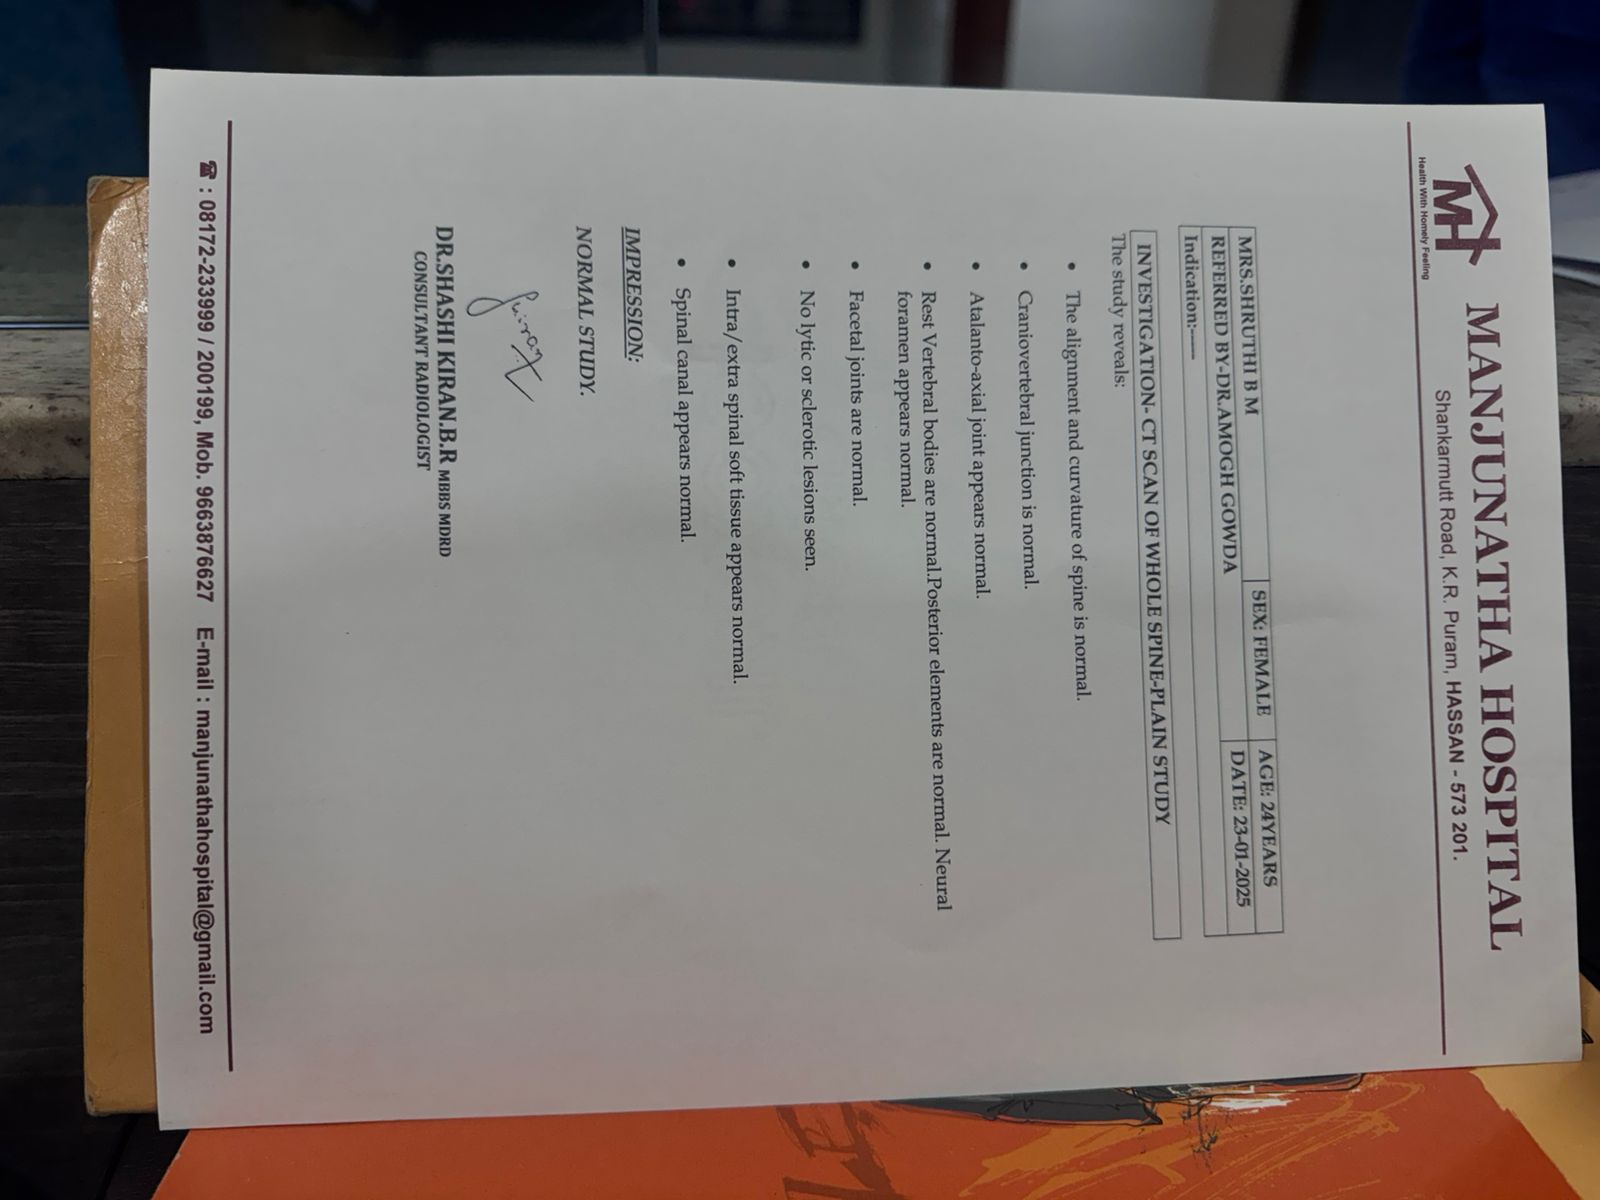 MH
Health With Homely Feeling
MANJUNATHA HOSPITAL
Shankarmutt Road, K.R. Puram, HASSAN - 573 201.
MRS.SHRUTHI B M SEX: FEMALE AGE: 24YEARS
REFERRED BY-DR.AMOGH GOWDA DATE: 23-01-2025
Indication:----
INVESTIGATION- CT SCAN OF WHOLE SPINE-PLAIN STUDY
The study reveals:
• The alignment and curvature of spine is normal.
• Craniovertebral junction is normal.
• Atalanto-axial joint appears normal.
• Rest Vertebral bodies are normal.Posterior elements are normal. Neural
foramen appears normal.
• Facetal joints are normal.
• No lytic or sclerotic lesions seen.
• Intra/extra spinal soft tissue appears normal.
• Spinal canal appears normal.
IMPRESSION:
NORMAL STUDY.
DR.SHASHI KIRAN.B.R MBBS MDRD
CONSULTANT RADIOLOGIST
☎ : 08172-233999 / 200199, Mob. 9663876627 E-mail : manjunathahospital@gmail.com